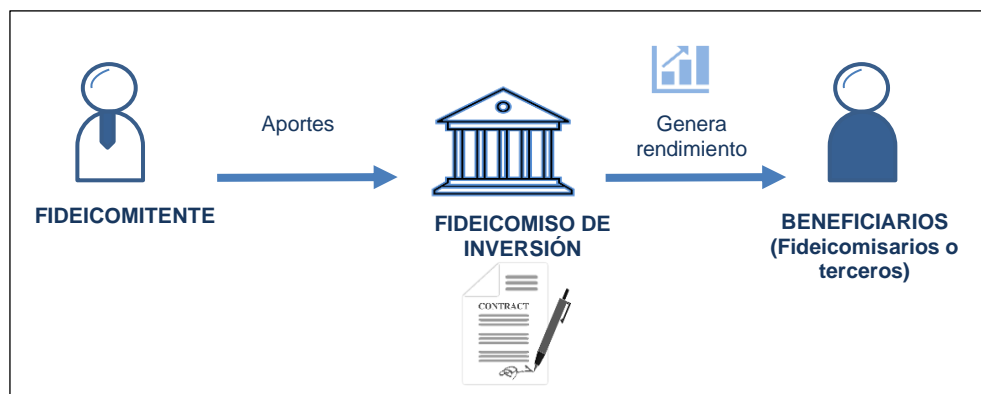 Aportes
Genera
rendimiento
FIDEICOMITENTE
FIDEICOMISO DE
INVERSIÓN
BENEFICIARIOS
(Fideicomisarios o
terceros)
CONTRACT